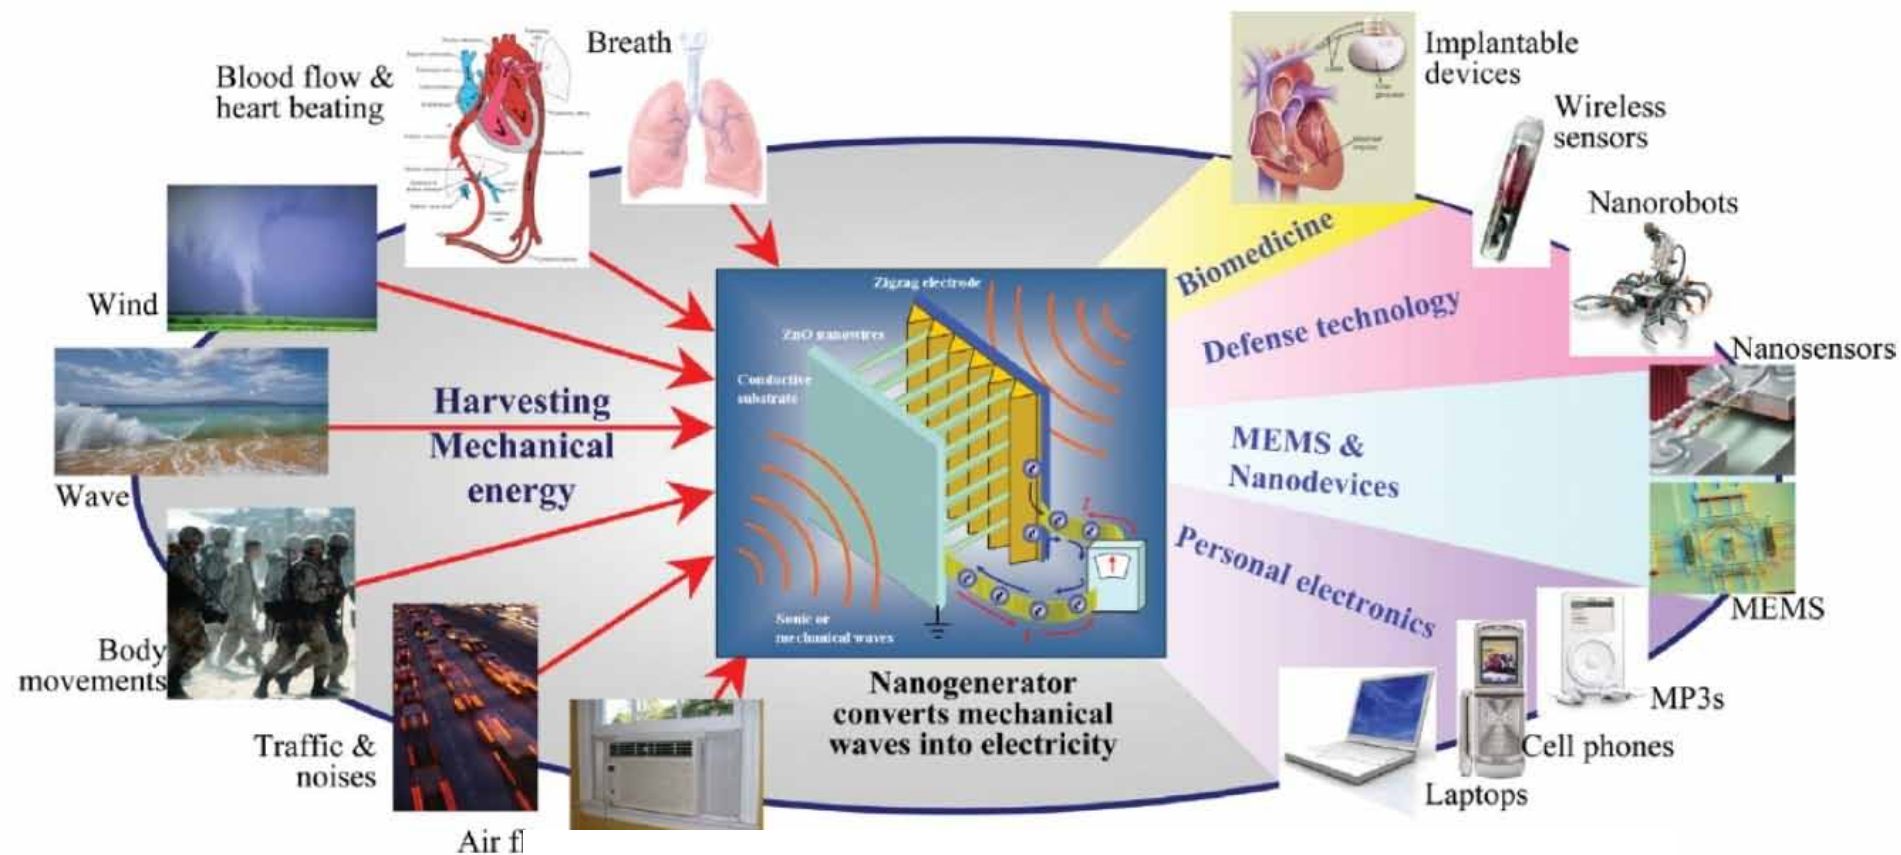 Blood flow &
heart beating
Breath
Implantable
devices
Wireless
sensors
Nanorobots
Nanosensors
Wind
Wave
Body
movements
Traffic &
noises
Air fl
Harvesting
Mechanical
energy
Zigzag electrode
ZnO nanowires
Conductive
substrate
e
e
e
e
e
e
e
e
I
I
Sonic or
mechanical waves
Nanogenerator
converts mechanical
waves into electricity
Biomedicine
Defense technology
MEMS &
Nanodevices
Personal electronics
MEMS
MP3s
Cell phones
Laptops